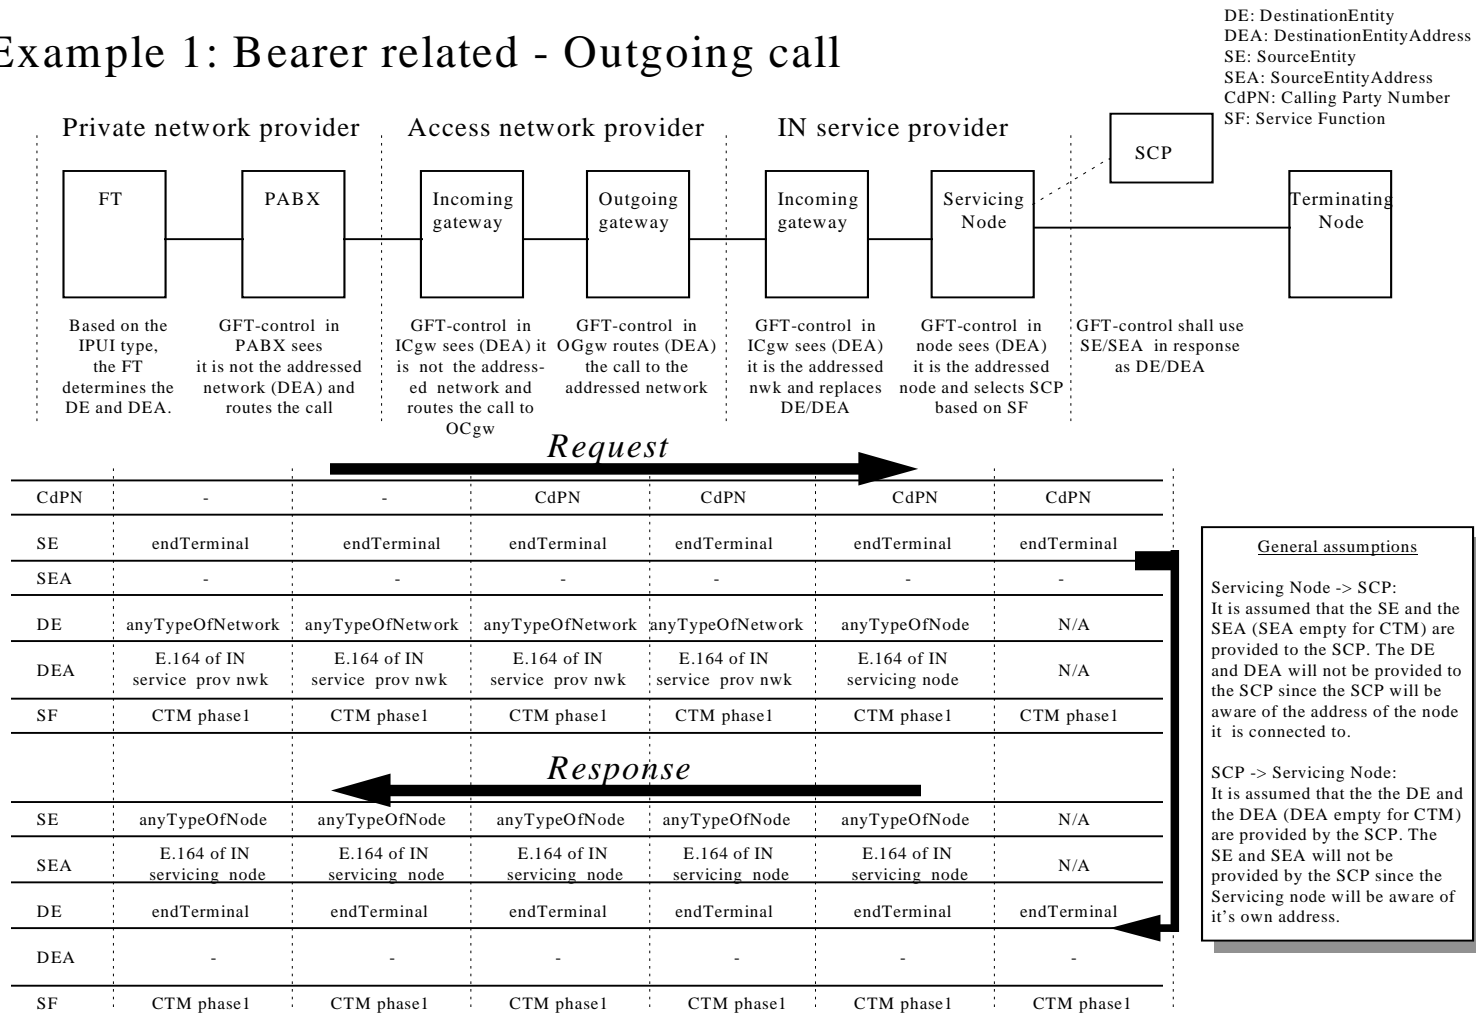 DE: DestinationEntity
DEA: DestinationEntityAddress
SE: SourceEntity
SEA: SourceEntityAddress
CdPN: Calling Party Number
SF: Service Function
Example 1: Bearer related - Outgoing call
Private network provider
Access network provider
IN service provider
SCP
FT
PABX
Incoming
gateway
Outgoing
gateway
Incoming
gateway
Servicing
Node
Terminating
Node
Based on the
IPUI type,
the FT
determines the
DE and DEA.
GFT-control in
PABX sees
it is not the addressed
network (DEA) and
routes the call
GFT-control in
ICgw sees (DEA) it
is not the address-
ed network and
routes the call to
OCgw
GFT-control in
OGgw routes (DEA)
the call to the
addressed network
GFT-control in
ICgw sees (DEA)
it is the addressed
nwk and replaces
DE/DEA
GFT-control in
node sees (DEA)
it is the addressed
node and selects SCP
based on SF
GFT-control shall use
SE/SEA in response
as DE/DEA
Request
CdPN - - CdPN CdPN CdPN CdPN
SE endTerminal endTerminal endTerminal endTerminal endTerminal endTerminal
SEA - - - - - -
DE anyTypeOfNetwork anyTypeOfNetwork anyTypeOfNetwork anyTypeOfNetwork anyTypeOfNode N/A
DEA E.164 of IN service prov nwk E.164 of IN service prov nwk E.164 of IN service prov nwk E.164 of IN service prov nwk E.164 of IN servicing node N/A
SF CTM phase1 CTM phase1 CTM phase1 CTM phase1 CTM phase1 CTM phase1
Response
SE anyTypeOfNode anyTypeOfNode anyTypeOfNode anyTypeOfNode anyTypeOfNode N/A
SEA E.164 of IN servicing node E.164 of IN servicing node E.164 of IN servicing node E.164 of IN servicing node E.164 of IN servicing node N/A
DE endTerminal endTerminal endTerminal endTerminal endTerminal endTerminal
DEA - - - - - -
SF CTM phase1 CTM phase1 CTM phase1 CTM phase1 CTM phase1 CTM phase1
General assumptions
Servicing Node -> SCP:
It is assumed that the SE and the
SEA (SEA empty for CTM) are
provided to the SCP. The DE
and DEA will not be provided to
the SCP since the SCP will be
aware of the address of the node
it is connected to.
SCP -> Servicing Node:
It is assumed that the the DE and
the DEA (DEA empty for CTM)
are provided by the SCP. The
SE and SEA will not be
provided by the SCP since the
Servicing node will be aware of
it's own address.